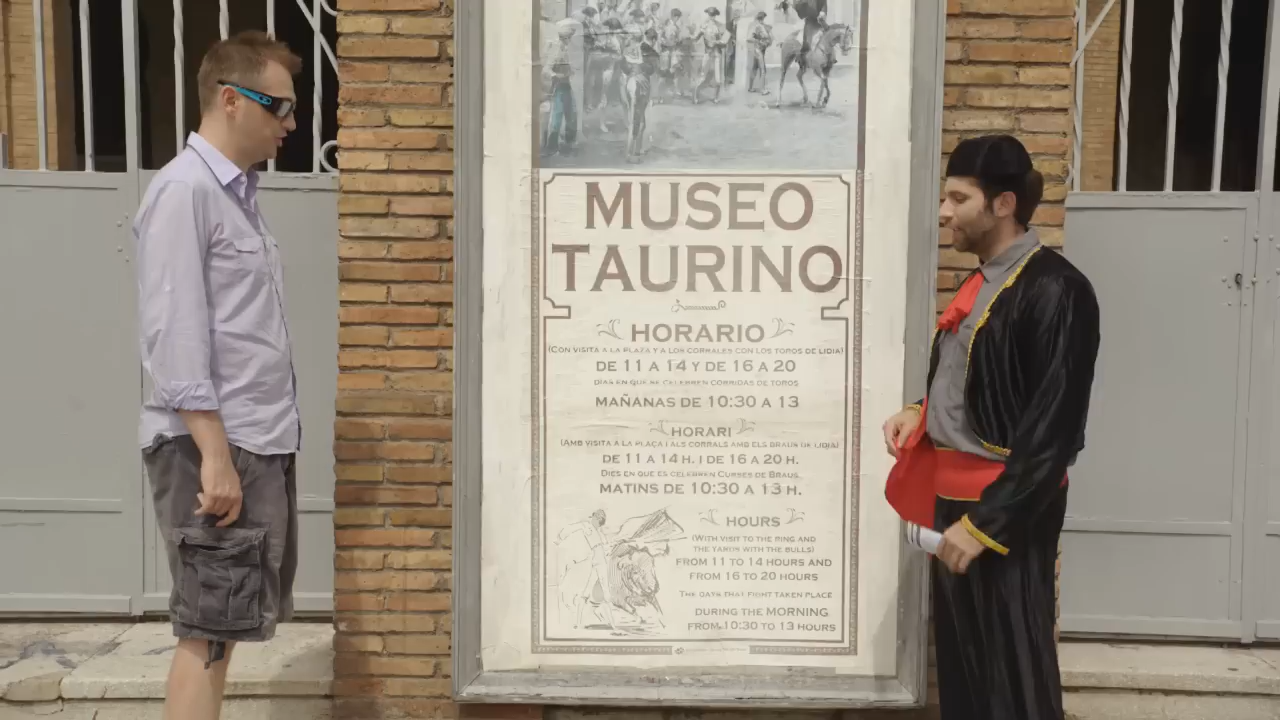 MUSEO
TAURINO
HORARIO
(CON VISITA A LA PLAZA Y A LOS CORRALES CON LOS TOROS DE LIDIA)
DE 11 A 14 Y DE 16 A 20
DÍAS EN QUE SE CELEBREN CORRIDAS DE TOROS
MAÑANAS DE 10:30 A 13
HORARI
(AMB VISITA A LA PLAÇA I ALS CORRALS AMB ELS BRAUS DE LIDIA)
DE 11 A 14 H. I DE 16 A 20 H.
DIES EN QUE ES CELEBREN CURSES DE BRAUS
MATINS DE 10:30 A 13 H.
HOURS
(WITH VISIT TO THE RING AND
THE YARDS WITH THE BULLS)
FROM 11 TO 14 HOURS AND
FROM 16 TO 20 HOURS
THE DAYS THAT FIGHT TAKEN PLACE
DURING THE MORNING
FROM 10:30 TO 13 HOURS